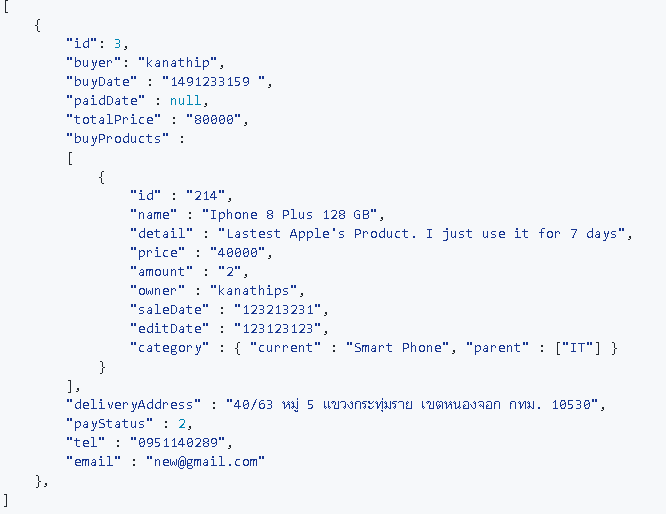 [
    {
        "id": 3,
        "buyer": "kanathip",
        "buyDate" : "1491233159 ",
        "paidDate" : null,
        "totalPrice" : "80000",
        "buyProducts" :
        [
            {
                "id" : "214",
                "name" : "Iphone 8 Plus 128 GB",
                "detail" : "Lastest Apple's Product. I just use it for 7 days",
                "price" : "40000",
                "amount" : "2",
                "owner" : "kanathips",
                "saleDate" : "123213231",
                "editDate" : "123123123",
                "category" : { "current" : "Smart Phone", "parent" : ["IT"] }
            }
        ],
        "deliveryAddress" : "40/63 หมู่ 5 แขวงกระทุ่มราย เขตหนองจอก กทม. 10530",
        "payStatus" : 2,
        "tel" : "0951140289",
        "email" : "new@gmail.com"
    },
]